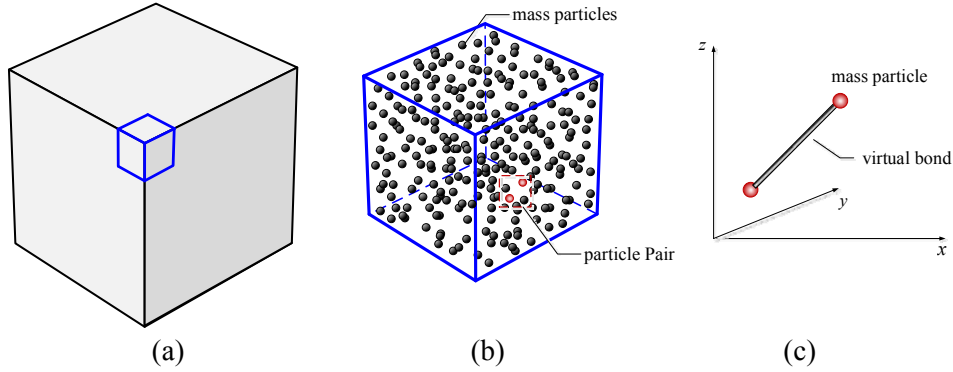 mass particles
particle Pair
z
mass particle
virtual bond
y
x
(a)
(b)
(c)